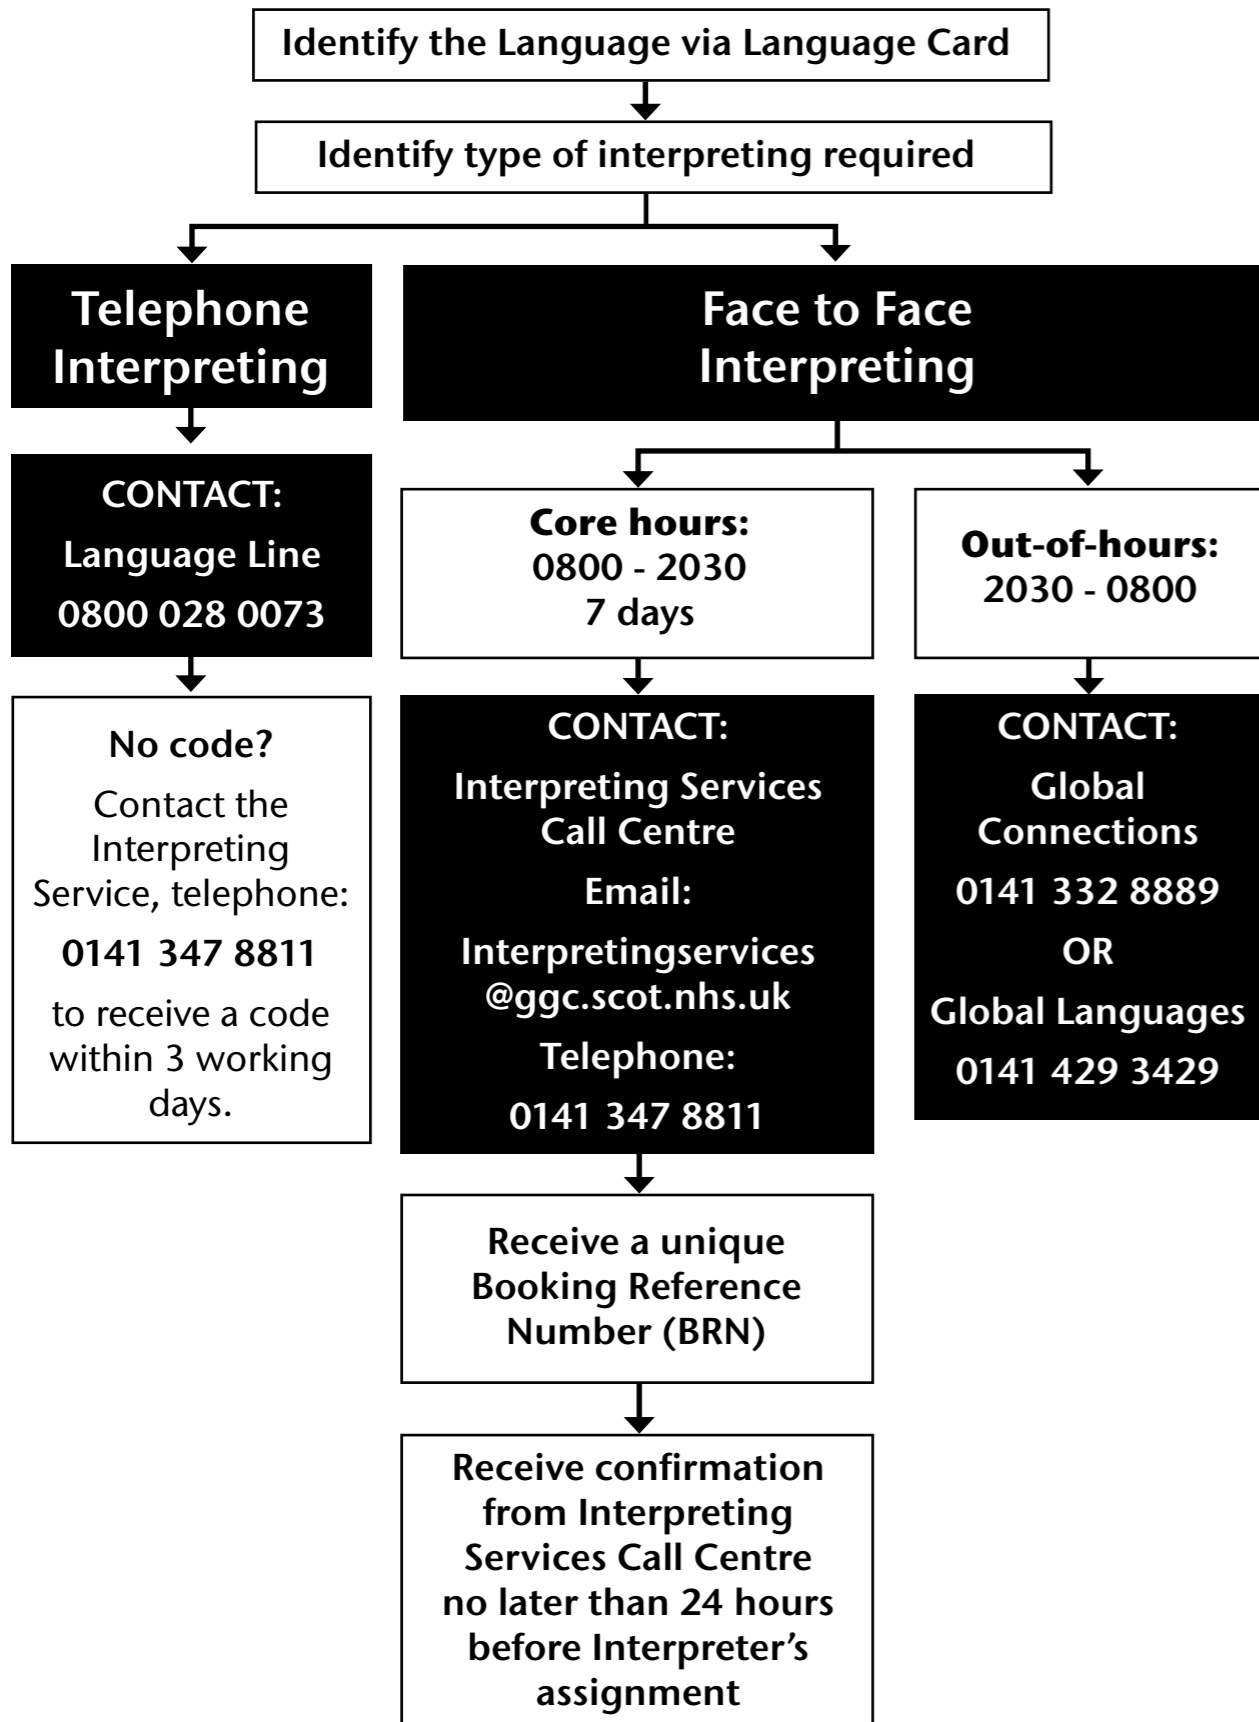 Identify the Language via Language Card
Identify type of interpreting required
Telephone
Interpreting
CONTACT:
Language Line
0800 028 0073
No code?
Contact the
Interpreting
Service, telephone:
0141 347 8811
to receive a code
within 3 working
days.
Face to Face
Interpreting
Core hours:
0800 - 2030
7 days
CONTACT:
Interpreting Services
Call Centre
Email:
Interpretingservices
@ggc.scot.nhs.uk
Telephone:
0141 347 8811
Receive a unique
Booking Reference
Number (BRN)
Receive confirmation
from Interpreting
Services Call Centre
no later than 24 hours
before Interpreter’s
assignment
Out-of-hours:
2030 - 0800
CONTACT:
Global
Connections
0141 332 8889
OR
Global Languages
0141 429 3429